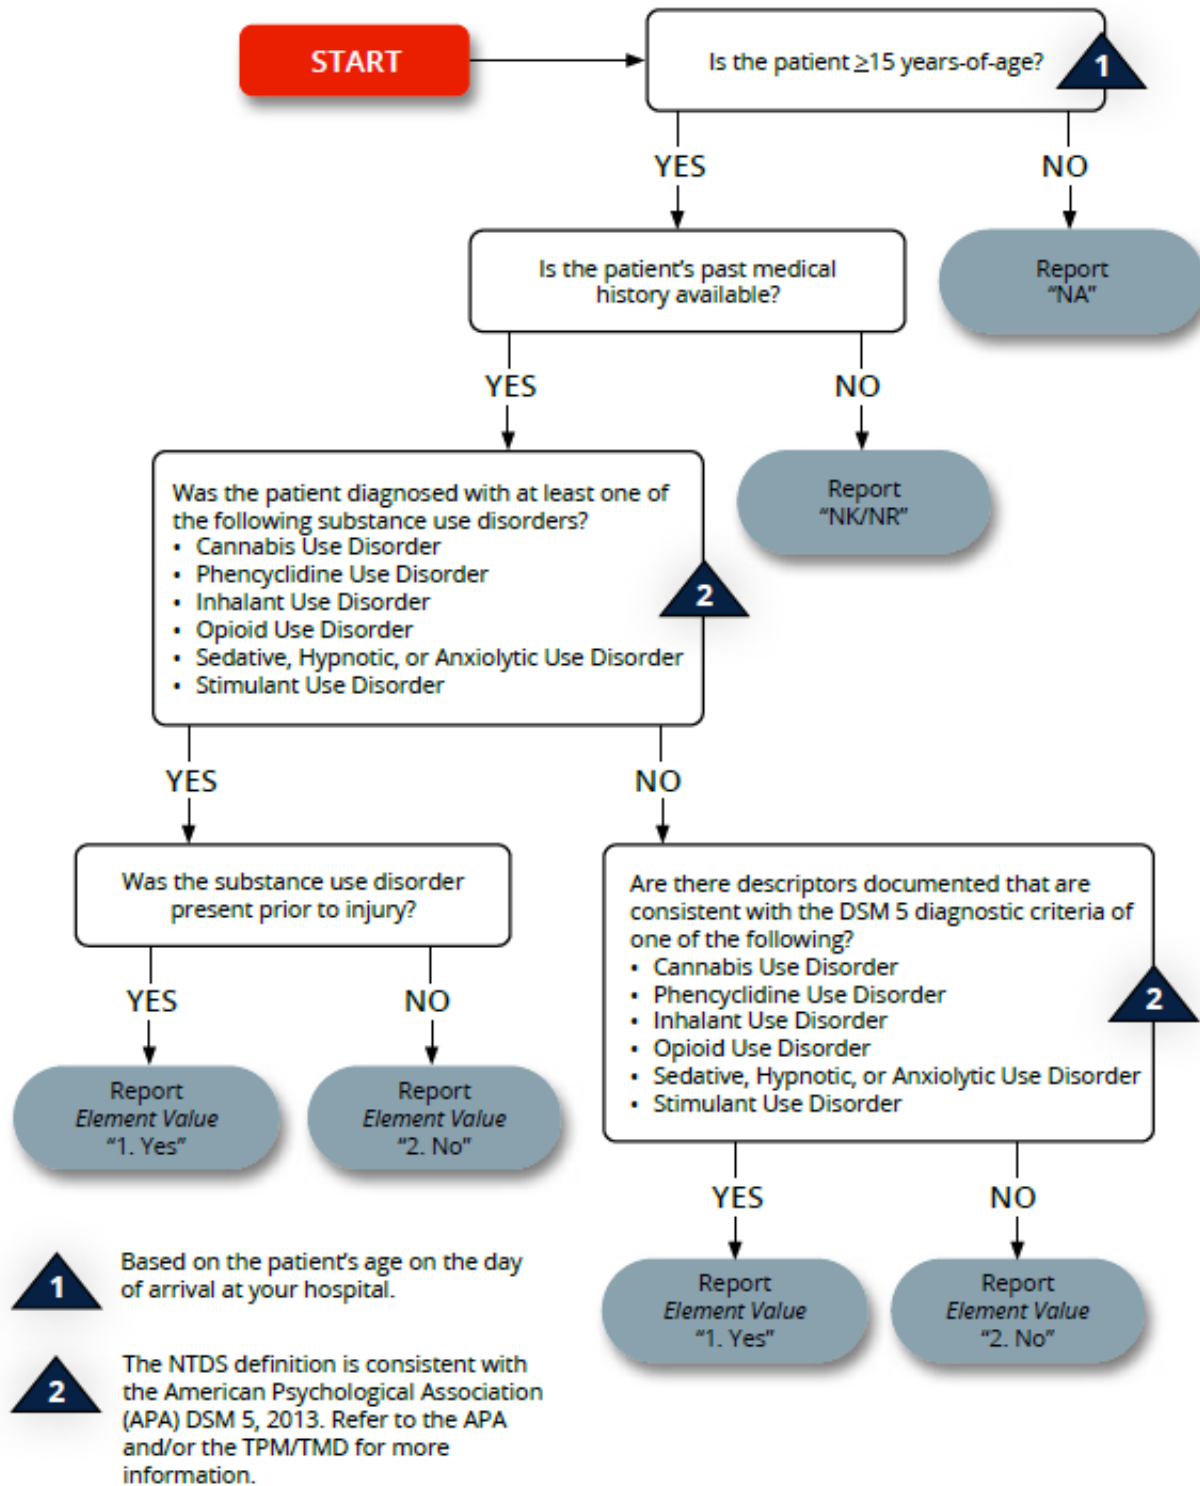 START
Is the patient ≥15 years-of-age?
1
YES
NO
Is the patient's past medical
history available?
Report
“NA”
YES
NO
Was the patient diagnosed with at least one of
the following substance use disorders?
• Cannabis Use Disorder
• Phencyclidine Use Disorder
• Inhalant Use Disorder
• Opioid Use Disorder
• Sedative, Hypnotic, or Anxiolytic Use Disorder
• Stimulant Use Disorder
2
Report
“NK/NR”
YES
NO
Was the substance use disorder
present prior to injury?
Are there descriptors documented that are
consistent with the DSM 5 diagnostic criteria of
one of the following?
• Cannabis Use Disorder
• Phencyclidine Use Disorder
• Inhalant Use Disorder
• Opioid Use Disorder
• Sedative, Hypnotic, or Anxiolytic Use Disorder
• Stimulant Use Disorder
2
YES
NO
Report
Element Value
“1. Yes”
Report
Element Value
“2. No”
YES
NO
Report
Element Value
“1. Yes”
Report
Element Value
“2. No”
1
Based on the patient's age on the day
of arrival at your hospital.
2
The NTDS definition is consistent with
the American Psychological Association
(APA) DSM 5, 2013. Refer to the APA
and/or the TPM/TMD for more
information.